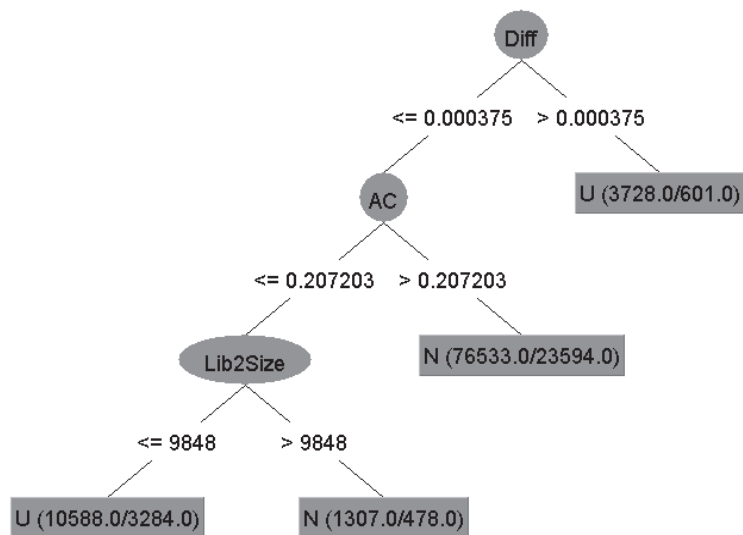 Diff
<= 0.000375 > 0.000375
AC
U (3728.0/601.0)
<= 0.207203 > 0.207203
Lib2Size
N (76533.0/23594.0)
<= 9848 > 9848
U (10588.0/3284.0)
N (1307.0/478.0)